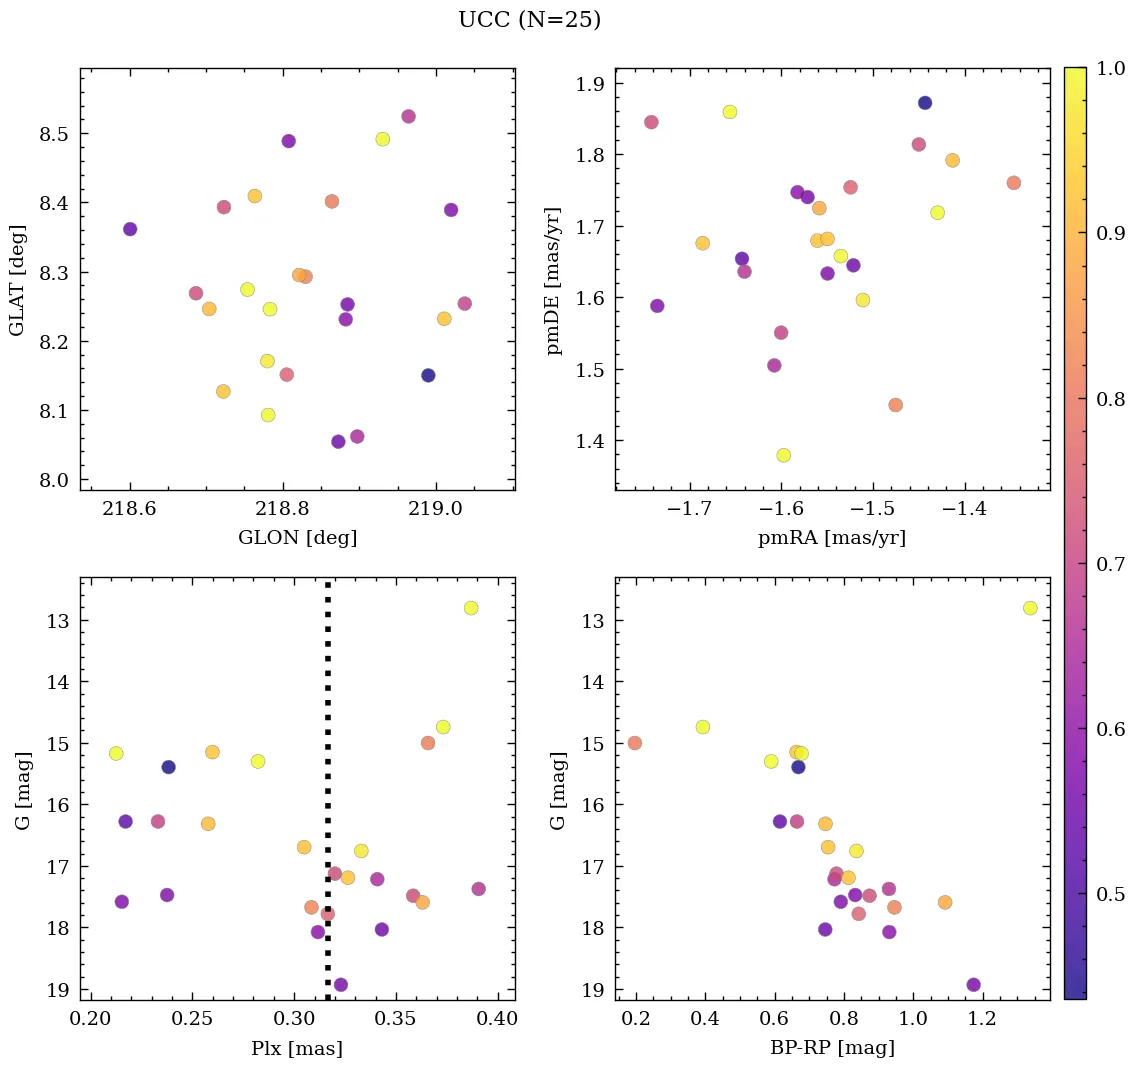 UCC (N=25)
8.5
8.4
8.3
8.2
8.1
8.0
GLAT [deg]
218.6 218.8 219.0
GLON [deg]
1.9
1.8
1.7
1.6
1.5
1.4
pmDE [mas/yr]
−1.7 −1.6 −1.5 −1.4
pmRA [mas/yr]
13
14
15
16
17
18
19
G [mag]
0.20 0.25 0.30 0.35 0.40
Plx [mas]
13
14
15
16
17
18
19
G [mag]
0.2 0.4 0.6 0.8 1.0 1.2
BP-RP [mag]
1.0
0.9
0.8
0.7
0.6
0.5